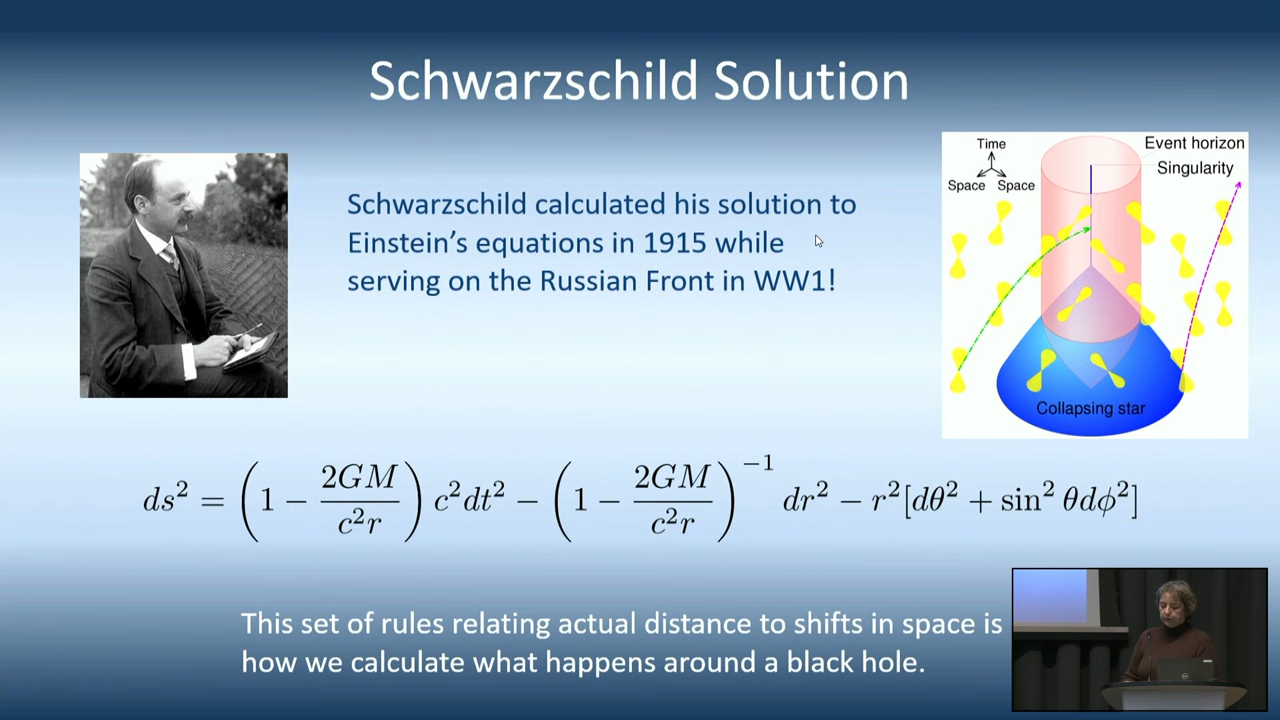 Schwarzschild Solution
Schwarzschild calculated his solution to
Einstein’s equations in 1915 while
serving on the Russian Front in WW1!
Time
Space Space
Event horizon
Singularity
Collapsing star
ds² = (1 − 2GM/c²r) c²dt² − (1 − 2GM/c²r)⁻¹ dr² − r²[dθ² + sin² θdϕ²]
This set of rules relating actual distance to shifts in space is
how we calculate what happens around a black hole.